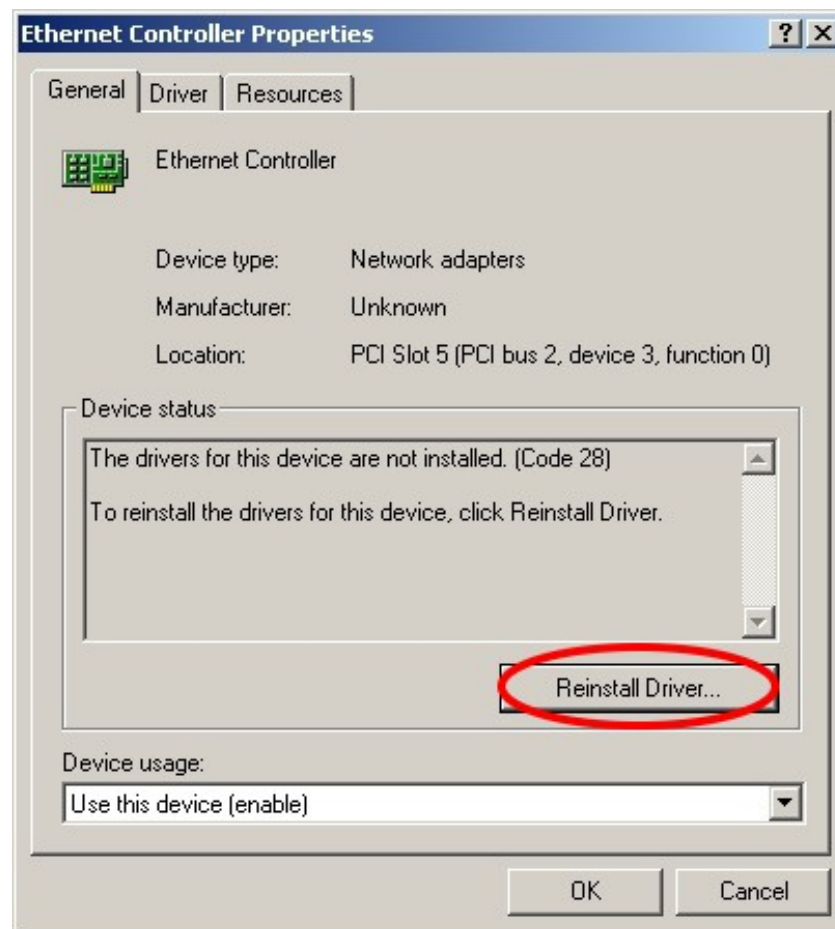 Ethernet Controller Properties
General Driver Resources
Ethernet Controller
Device type: Network adapters
Manufacturer: Unknown
Location: PCI Slot 5 (PCI bus 2, device 3, function 0)
Device status
The drivers for this device are not installed. (Code 28)
To reinstall the drivers for this device, click Reinstall Driver.
Reinstall Driver...
Device usage:
Use this device (enable)
OK Cancel